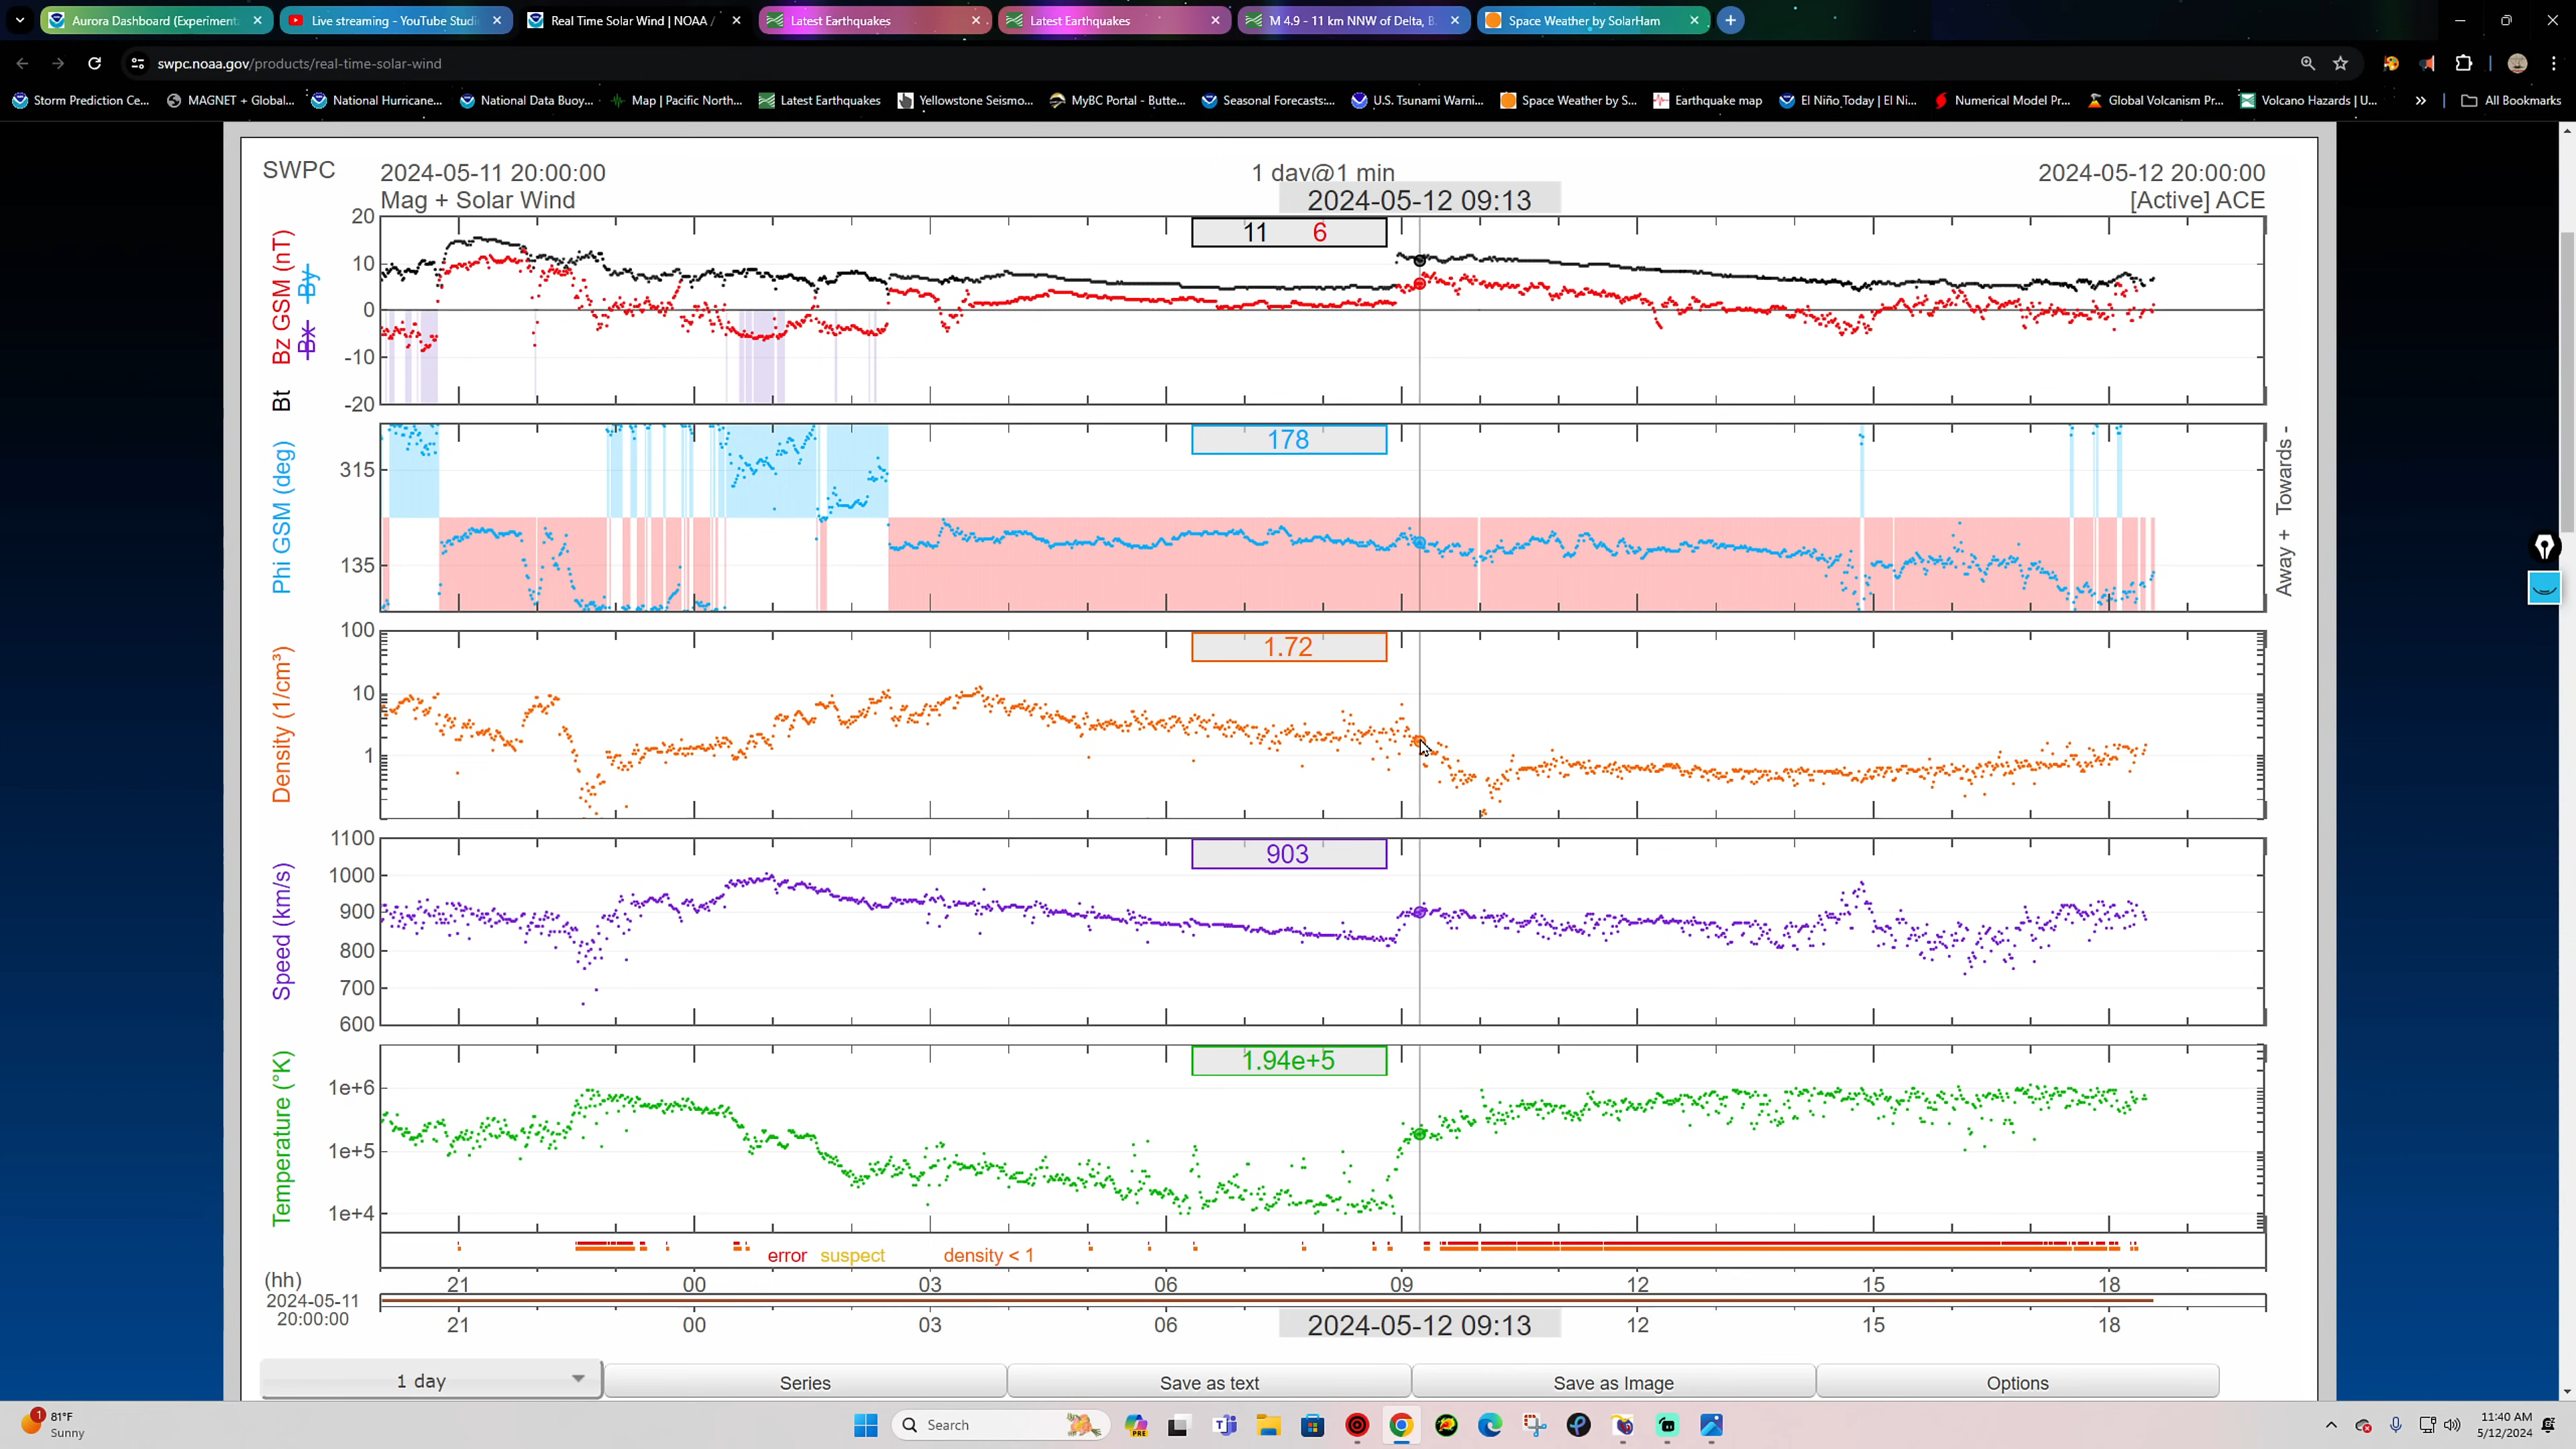 Aurora Dashboard (Experiment
Live streaming - YouTube Studi
Real Time Solar Wind | NOAA /
Latest Earthquakes
Latest Earthquakes
M 4.9 - 11 km NNW of Delta, B
Space Weather by SolarHam
swpc.noaa.gov/products/real-time-solar-wind
Storm Prediction Ce...
MAGNET + Global...
National Hurricane...
National Data Buoy...
Map | Pacific North...
Latest Earthquakes
Yellowstone Seismo...
MyBC Portal - Butte...
Seasonal Forecasts:...
U.S. Tsunami Warni...
Space Weather by S...
Earthquake map
El Niño Today | El Ni...
Numerical Model Pr...
Global Volcanism Pr...
Volcano Hazards | U...
All Bookmarks
SWPC
2024-05-11 20:00:00
1 day@1 min
2024-05-12 20:00:00
Mag + Solar Wind
2024-05-12 09:13
[Active] ACE
Bt
Bz GSM (nT)
Bx By
20
10
0
-10
-20
11 6
Phi GSM (deg)
315
135
178
Away + Towards -
Density (1/cm³)
100
10
1
1.72
Speed (km/s)
1100
1000
900
800
700
600
903
Temperature (°K)
1e+6
1e+5
1e+4
1.94e+5
error suspect density < 1
(hh)
21 00 03 06 09 12 15 18
2024-05-11
20:00:00
21 00 03 06 2024-05-12 09:13 12 15 18
1 day
Series
Save as text
Save as Image
Options
1
81°F
Sunny
Search
PRE
11:40 AM
5/12/2024